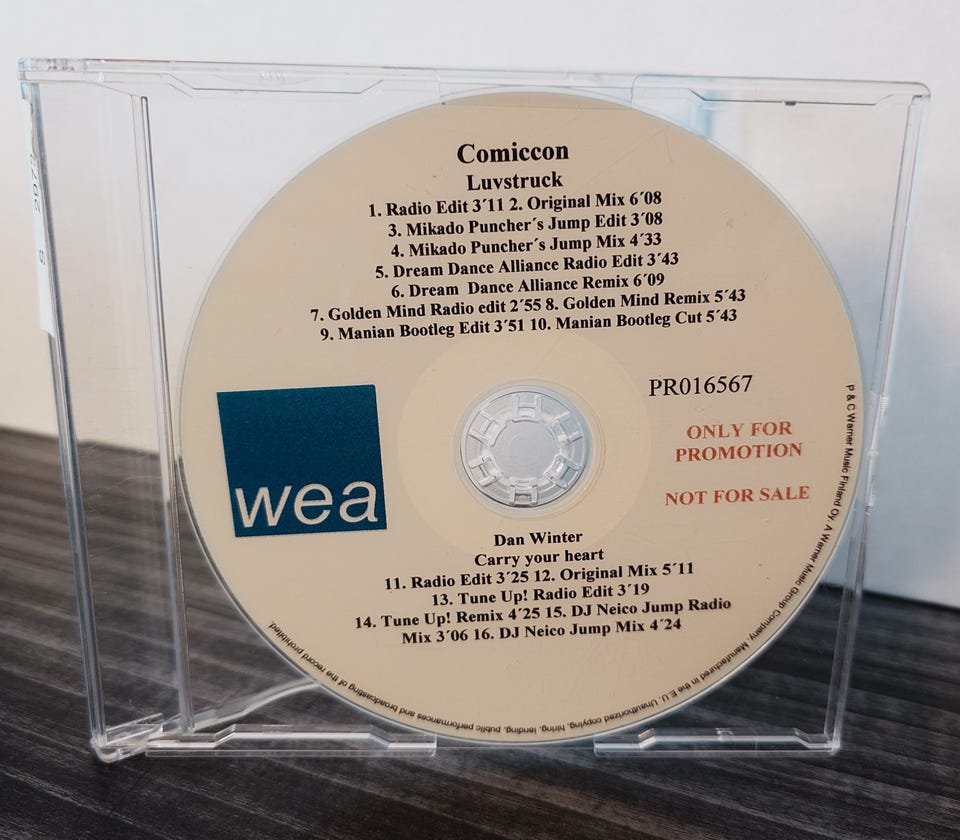 Comiccon
Luvstruck
1. Radio Edit 3´11 2. Original Mix 6´08
3. Mikado Puncher´s Jump Edit 3´08
4. Mikado Puncher´s Jump Mix 4´33
5. Dream Dance Alliance Radio Edit 3´43
6. Dream Dance Alliance Remix 6´09
7. Golden Mind Radio edit 2´55 8. Golden Mind Remix 5´43
9. Manian Bootleg Edit 3´51 10. Manian Bootleg Cut 5´43
wea
PR016567
ONLY FOR
PROMOTION
NOT FOR SALE
Dan Winter
Carry your heart
11. Radio Edit 3´25 12. Original Mix 5´11
13. Tune Up! Radio Edit 3´19
14. Tune Up! Remix 4´25 15. DJ Neico Jump Radio
Mix 3´06 16. DJ Neico Jump Mix 4´24
P & C Warner Music Finland Oy, A Warner Music Group Company. Manufactured in the E.U. Unauthorized copying, hiring, lending, public performances and broadcasting of the record prohibited.